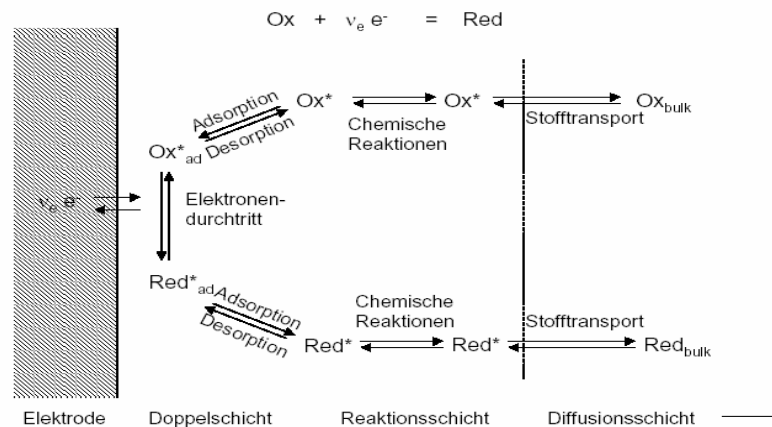 Ox + νe e- = Red
Adsorption
Desorption
Ox*
Ox*
Oxbulk
Chemische
Reaktionen
Stofftransport
Ox*ad
νe e-
Elektronen-
durchtritt
Red*ad
Adsorption
Desorption
Chemische
Reaktionen
Stofftransport
Red*
Red*
Redbulk
Elektrode Doppelschicht Reaktionsschicht Diffusionsschicht